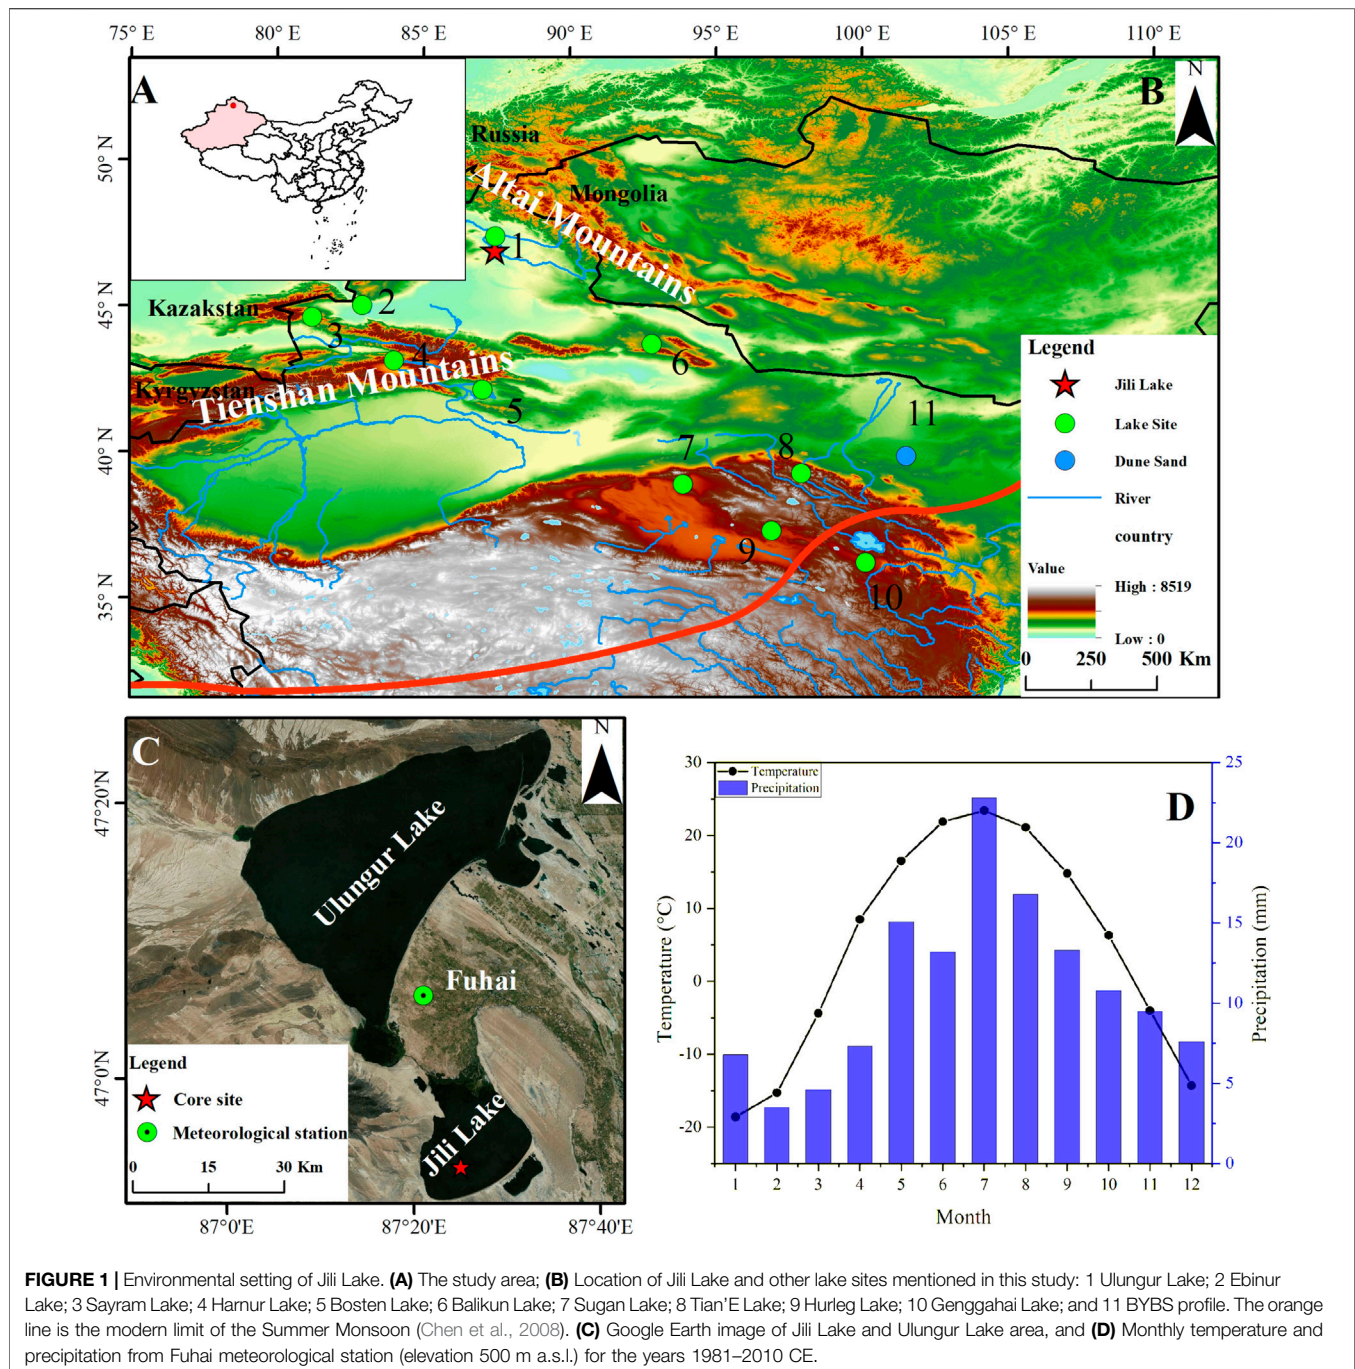 75° E 80° E 85° E 90° E 95° E 100° E 105° E 110° E
50° N
45° N
40° N
35° N
A
B
N
Russia
Altai Mountains
Mongolia
1
Kazakstan
2
3
4
Kyrgyzstan
Tienshan Mountains
5
6
7
8
9
10
11
Legend
Jili Lake
Lake Site
Dune Sand
River
country
Value
High : 8519
Low : 0
0 250 500 Km
C
N
47°20'N
47°0'N
Ulungur Lake
Fuhai
Jili Lake
Legend
Core site
Meteorological station
0 15 30 Km
87°0'E 87°20'E 87°40'E
D
Temperature
Precipitation
Temperature (°C)
30
20
10
0
-10
-20
Precipitation (mm)
25
20
15
10
5
0
1 2 3 4 5 6 7 8 9 10 11 12
Month
FIGURE 1 | Environmental setting of Jili Lake. (A) The study area; (B) Location of Jili Lake and other lake sites mentioned in this study: 1 Ulungur Lake; 2 Ebinur
Lake; 3 Sayram Lake; 4 Harnur Lake; 5 Bosten Lake; 6 Balikun Lake; 7 Sugan Lake; 8 Tian’E Lake; 9 Hurleg Lake; 10 Genggahai Lake; and 11 BYBS profile. The orange
line is the modern limit of the Summer Monsoon (Chen et al., 2008). (C) Google Earth image of Jili Lake and Ulungur Lake area, and (D) Monthly temperature and
precipitation from Fuhai meteorological station (elevation 500 m a.s.l.) for the years 1981–2010 CE.